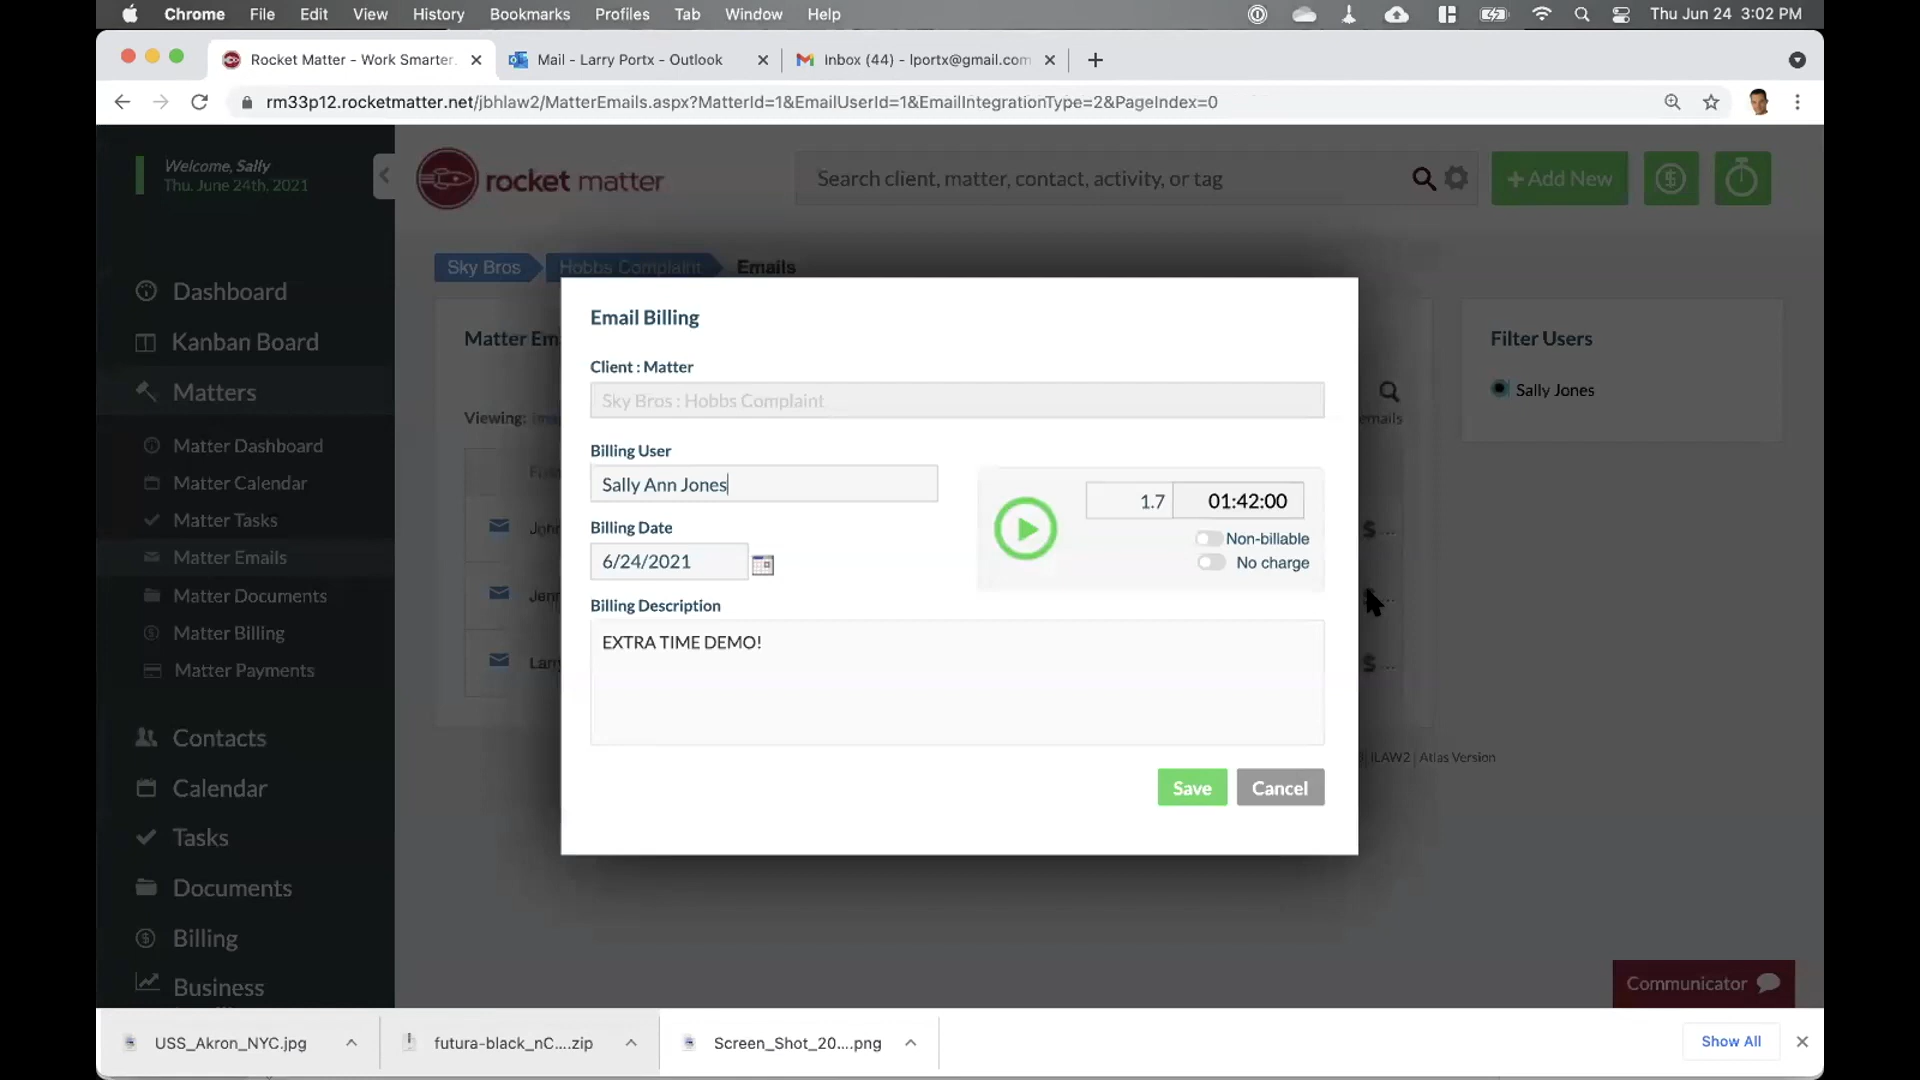 Chrome File Edit View History Bookmarks Profiles Tab Window Help Thu Jun 24 3:02 PM
Rocket Matter - Work Smarter. Mail - Larry Portx - Outlook Inbox (44) - lportx@gmail.com
rm33p12.rocketmatter.net/jbhlaw2/MatterEmails.aspx?MatterId=1&EmailUserId=1&EmailIntegrationType=2&PageIndex=0
Welcome, Sally
Thu. June 24th, 2021
rocket matter
Search client, matter, contact, activity, or tag
+ Add New
Sky Bros Hobbs Complaint Emails
Dashboard
Kanban Board
Matters
Matter Dashboard
Matter Calendar
Matter Tasks
Matter Emails
Matter Documents
Matter Billing
Matter Payments
Contacts
Calendar
Tasks
Documents
Billing
Business
Matter Em
Viewing:
emails
Filter Users
Sally Jones
Email Billing
Client : Matter
Sky Bros : Hobbs Complaint
Billing User
Sally Ann Jones
1.7 01:42:00
Non-billable
No charge
Billing Date
6/24/2021
Billing Description
EXTRA TIME DEMO!
Save Cancel
ILAW2 | Atlas Version
Communicator
USS_Akron_NYC.jpg futura-black_nC....zip Screen_Shot_20....png Show All